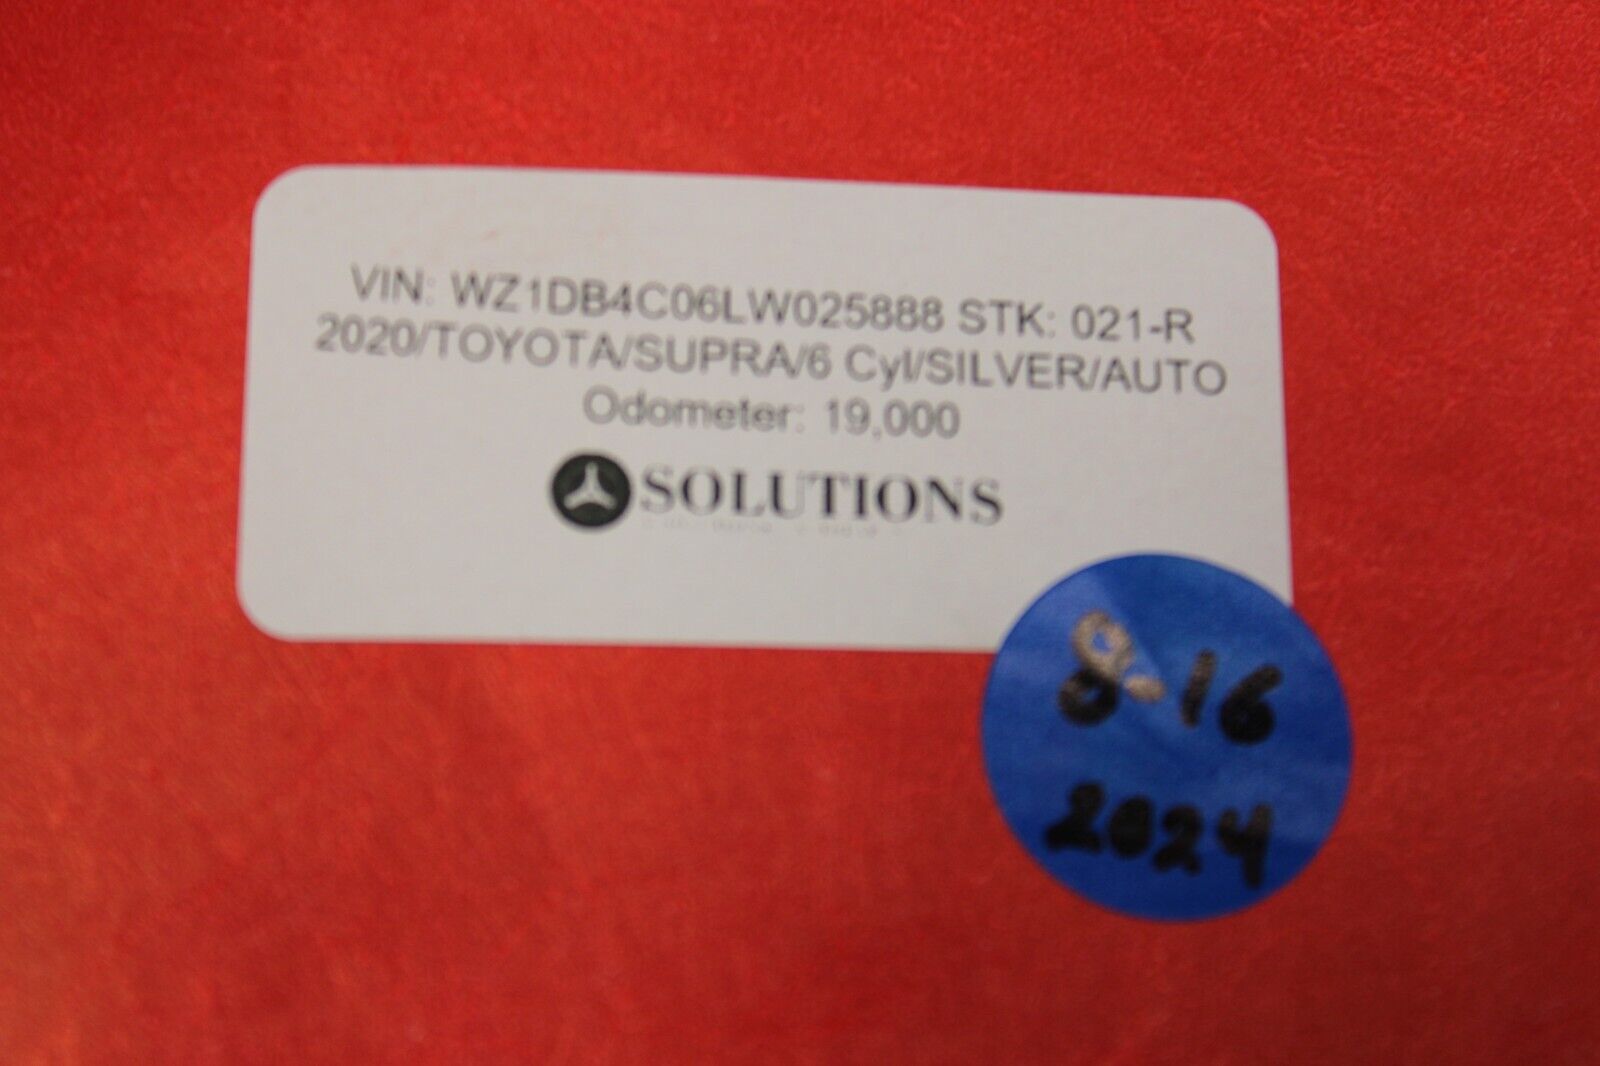 VIN: WZ1DB4C06LW025888 STK: 021-R
2020/TOYOTA/SUPRA/6 Cyl/SILVER/AUTO
Odometer: 19,000
SOLUTIONS
8-16
2024